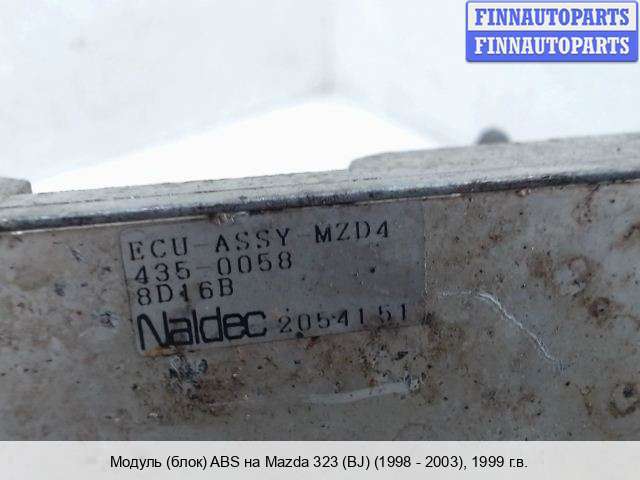 FINNAUTOPARTS
FINNAUTOPARTS
ECU-ASSY-MZD4
435-0058
8D16B
Naldec 2054151
Модуль (блок) ABS на Mazda 323 (BJ) (1998 - 2003), 1999 г.в.